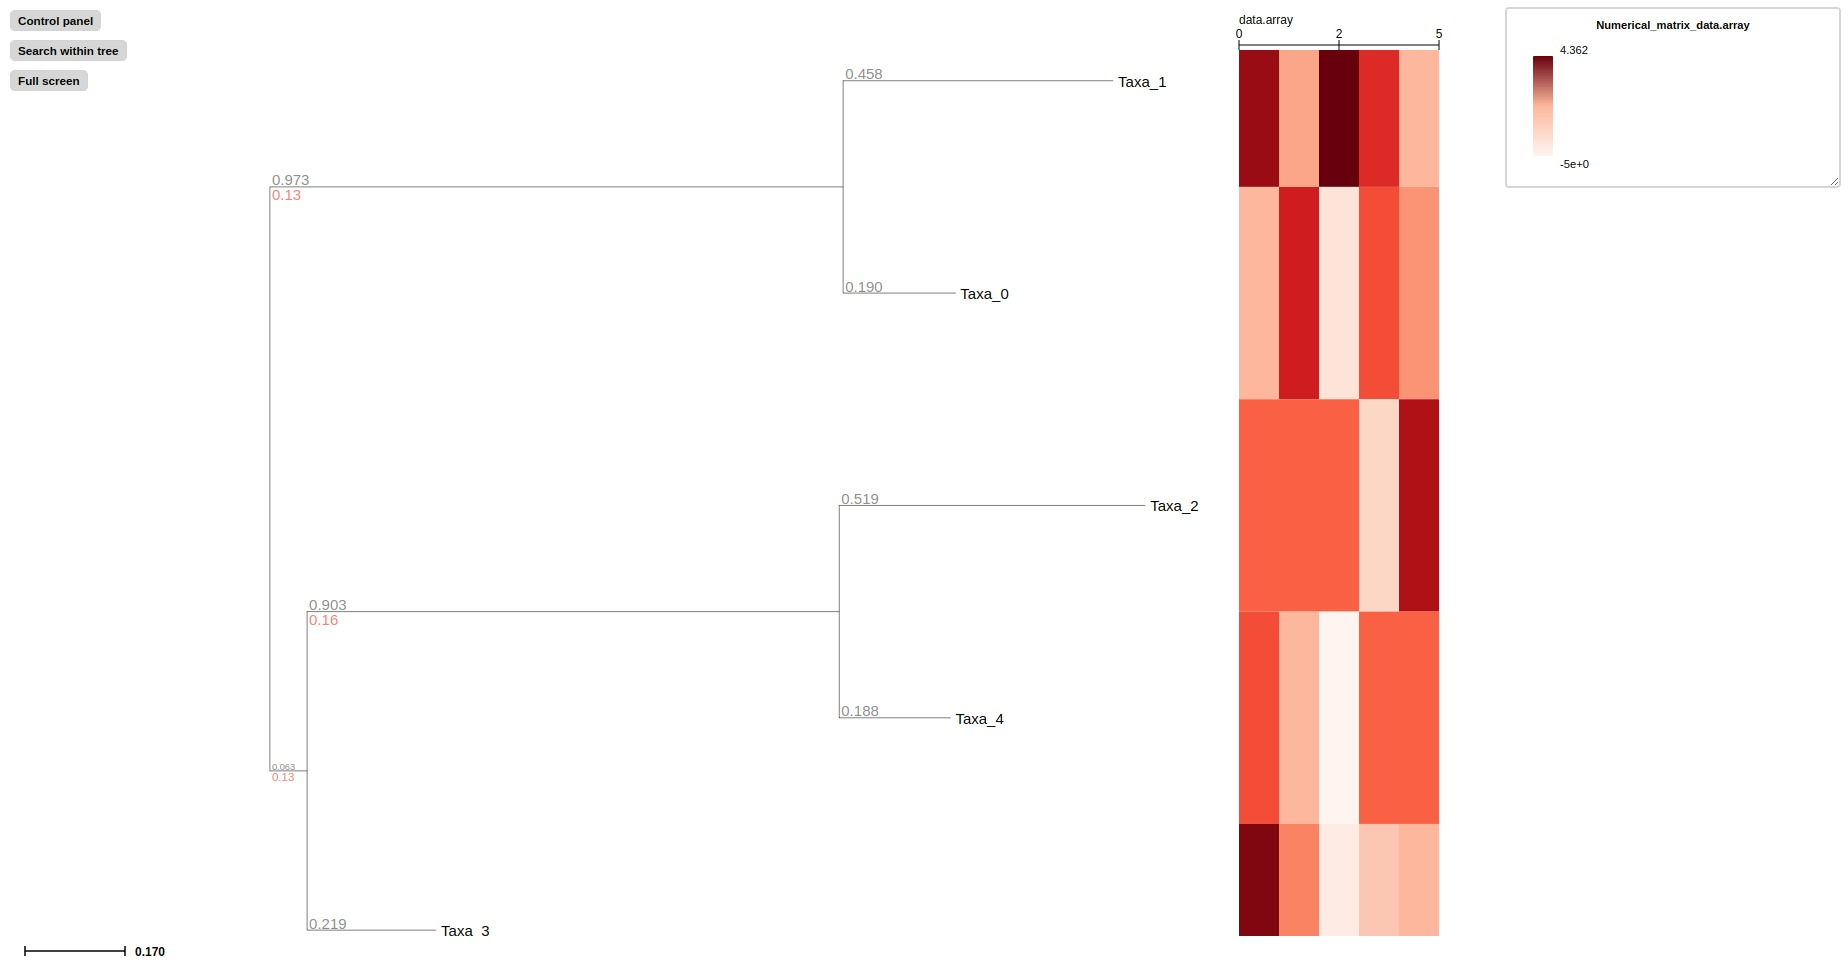 Control panel
Search within tree
Full screen
data.array
0 2 5
Numerical_matrix_data.array
4.362
-5e+0
0.458
Taxa_1
0.973
0.13
0.190
Taxa_0
0.519
Taxa_2
0.903
0.16
0.188
Taxa_4
0.063
0.13
0.219
Taxa_3
0.170